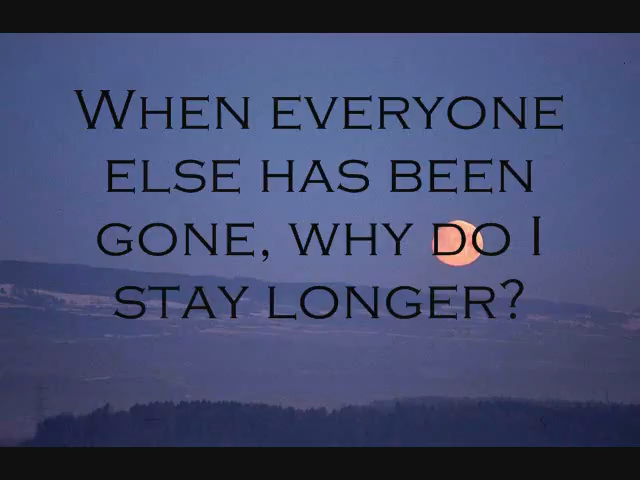 When everyone
else has been
gone, why do I
stay longer?